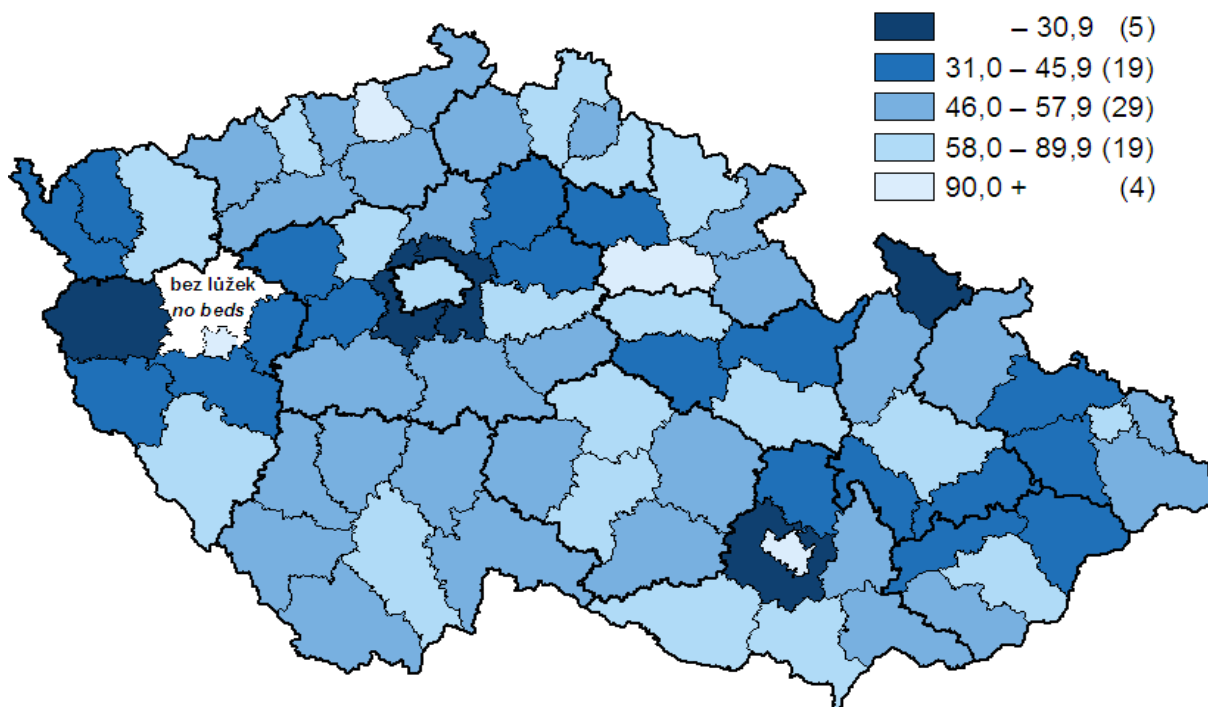 – 30,9 (5)
31,0 – 45,9 (19)
46,0 – 57,9 (29)
58,0 – 89,9 (19)
90,0 + (4)
bez lůžek
no beds